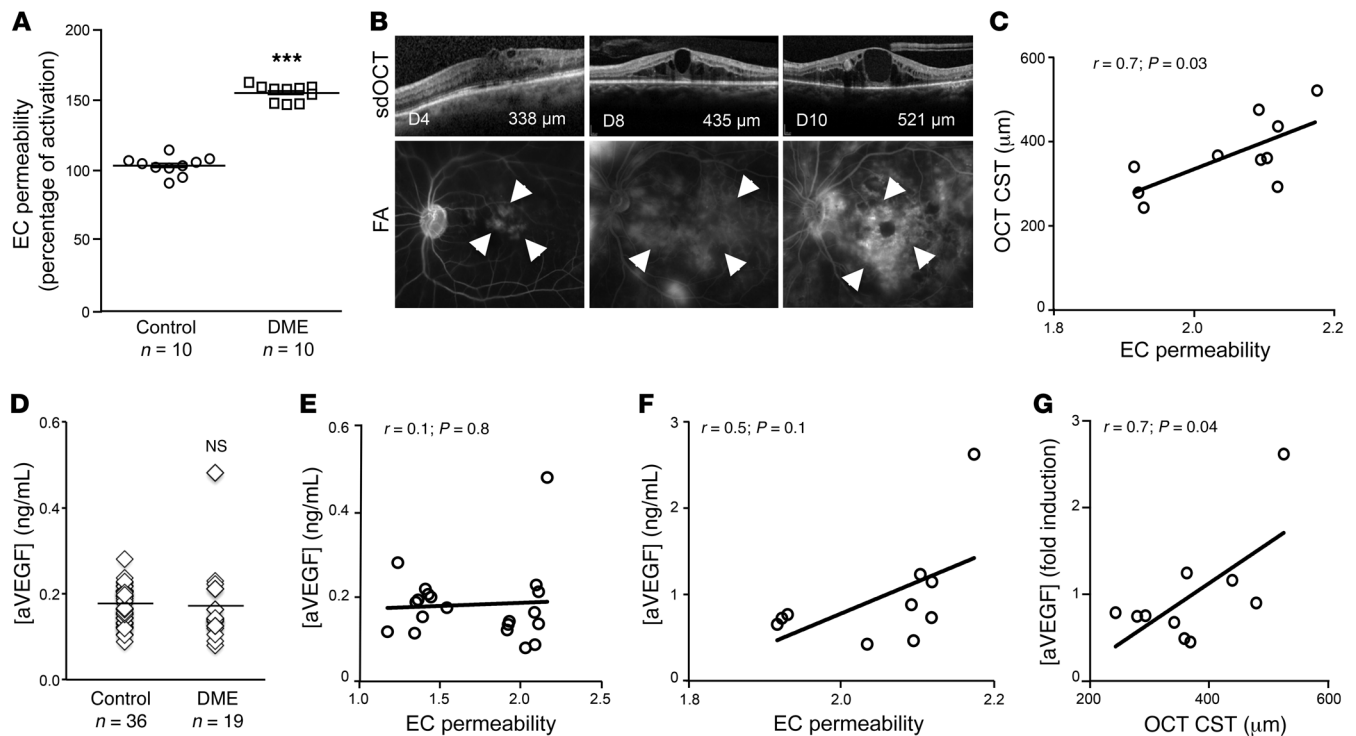 A
EC permeability
(percentage of activation)
200
150
100
50
0
***
Control
n = 10
DME
n = 10
B
sdOCT
FA
D4 338 µm
D8 435 µm
D10 521 µm
C
r = 0.7; P = 0.03
OCT CST (µm)
600
400
200
0
1.8 2.0 2.2
EC permeability
D
[aVEGF] (ng/mL)
0.6
0.4
0.2
0.0
NS
Control
n = 36
DME
n = 19
E
r = 0.1; P = 0.8
[aVEGF] (ng/mL)
0.6
0.4
0.2
0
1.0 1.5 2.0 2.5
EC permeability
F
r = 0.5; P = 0.1
[aVEGF] (ng/mL)
3
2
1
0
1.8 2.0 2.2
EC permeability
G
r = 0.7; P = 0.04
[aVEGF] (fold induction)
3
2
1
0
200 400 600
OCT CST (µm)